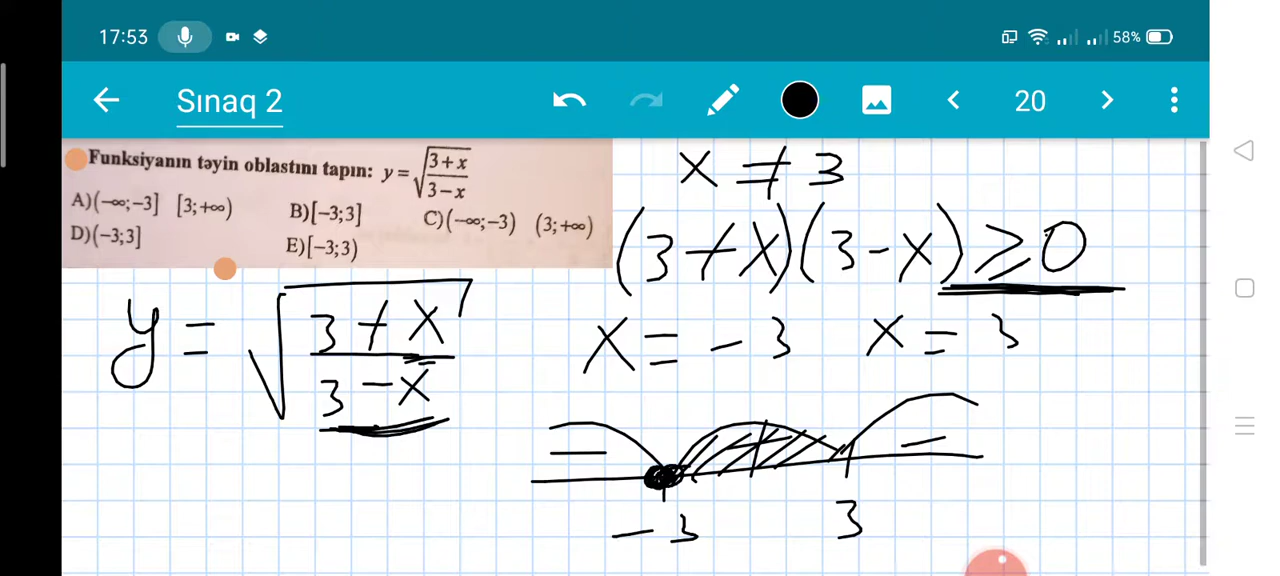 17:53 58%
Sınaq 2 20
Funksiyanın təyin oblastını tapın: y = √((3+x)/(3−x))
A)(−∞;−3] [3;+∞) B)[−3;3] C)(−∞;−3) (3;+∞)
D)(−3;3] E)[−3;3)
x ≠ 3
(3+x)(3−x) ≥ 0
y = √((3+x)/(3−x))
x = −3 x = 3
− + −
−3 3